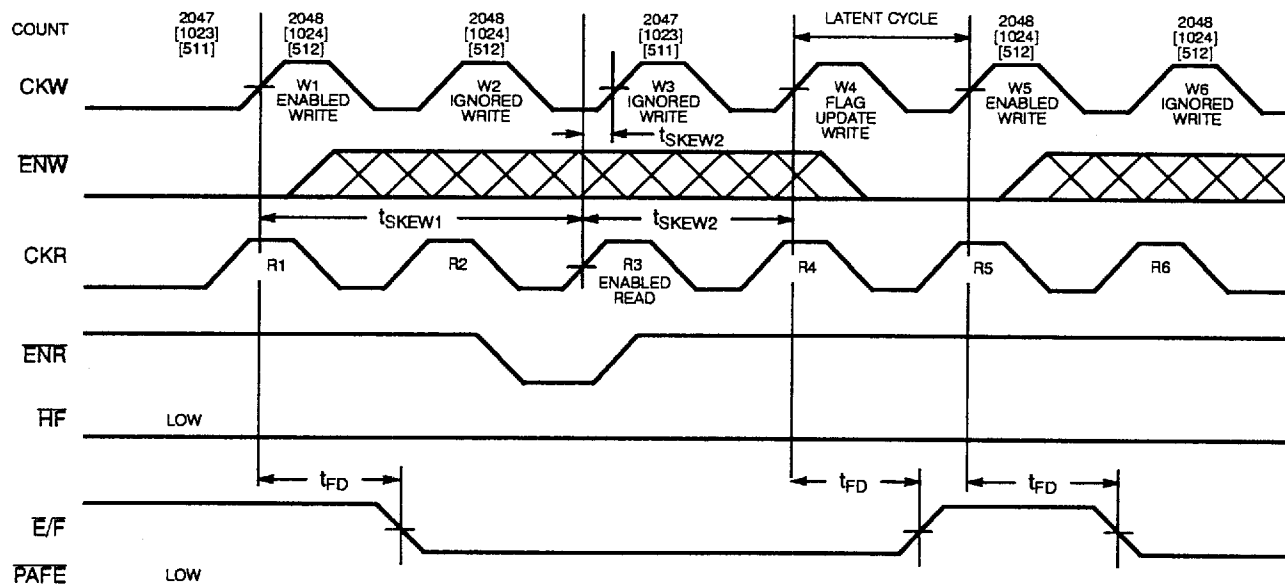 COUNT
2047 [1023] [511]
2048 [1024] [512]
2048 [1024] [512]
2047 [1023] [511]
LATENT CYCLE
2048 [1024] [512]
2048 [1024] [512]
CKW
W1 ENABLED WRITE
W2 IGNORED WRITE
W3 IGNORED WRITE
W4 FLAG UPDATE WRITE
W5 ENABLED WRITE
W6 IGNORED WRITE
tSKEW2
ENW
tSKEW1
tSKEW2
CKR
R1
R2
R3 ENABLED READ
R4
R5
R6
ENR
HF
LOW
tFD
tFD
tFD
E/F
PAFE
LOW